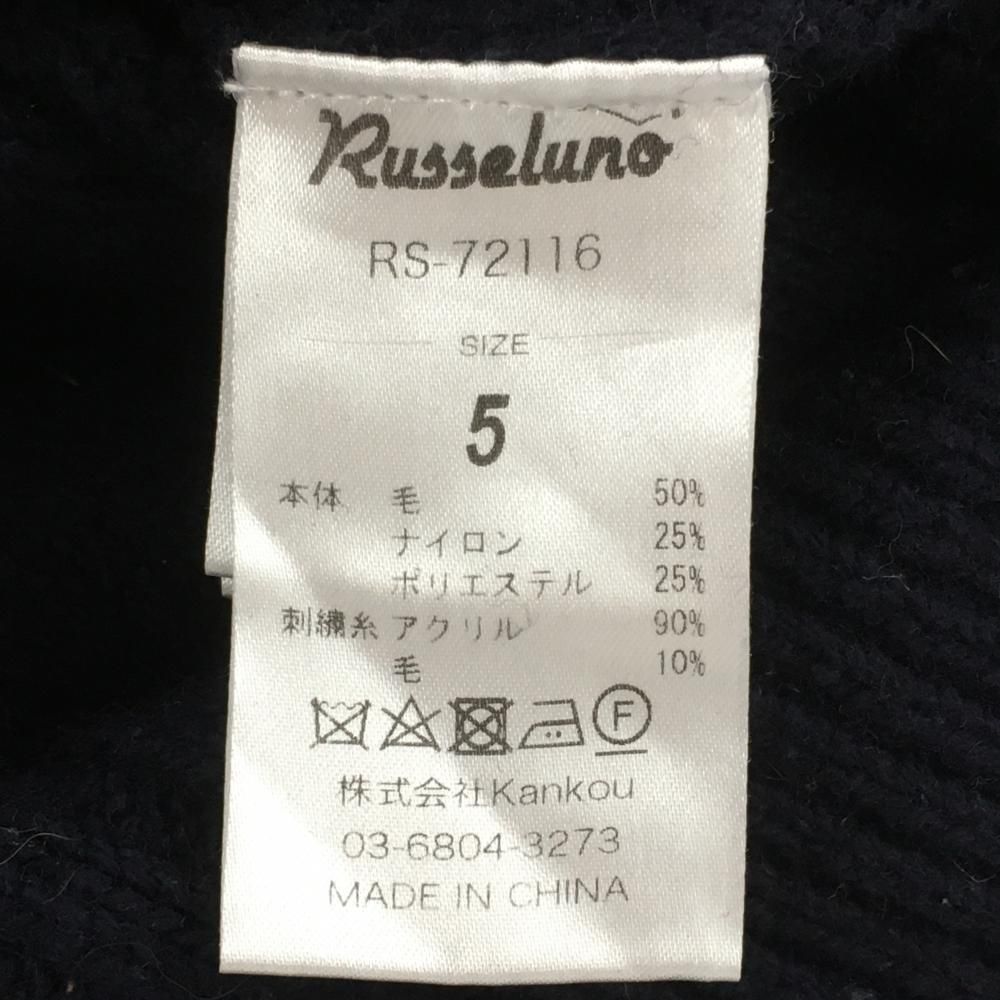 Russeluno
RS-72116
SIZE
5
本体 毛 50%
ナイロン 25%
ポリエステル 25%
刺繍糸 アクリル 90%
毛 10%
F
株式会社Kankou
03-6804-3273
MADE IN CHINA